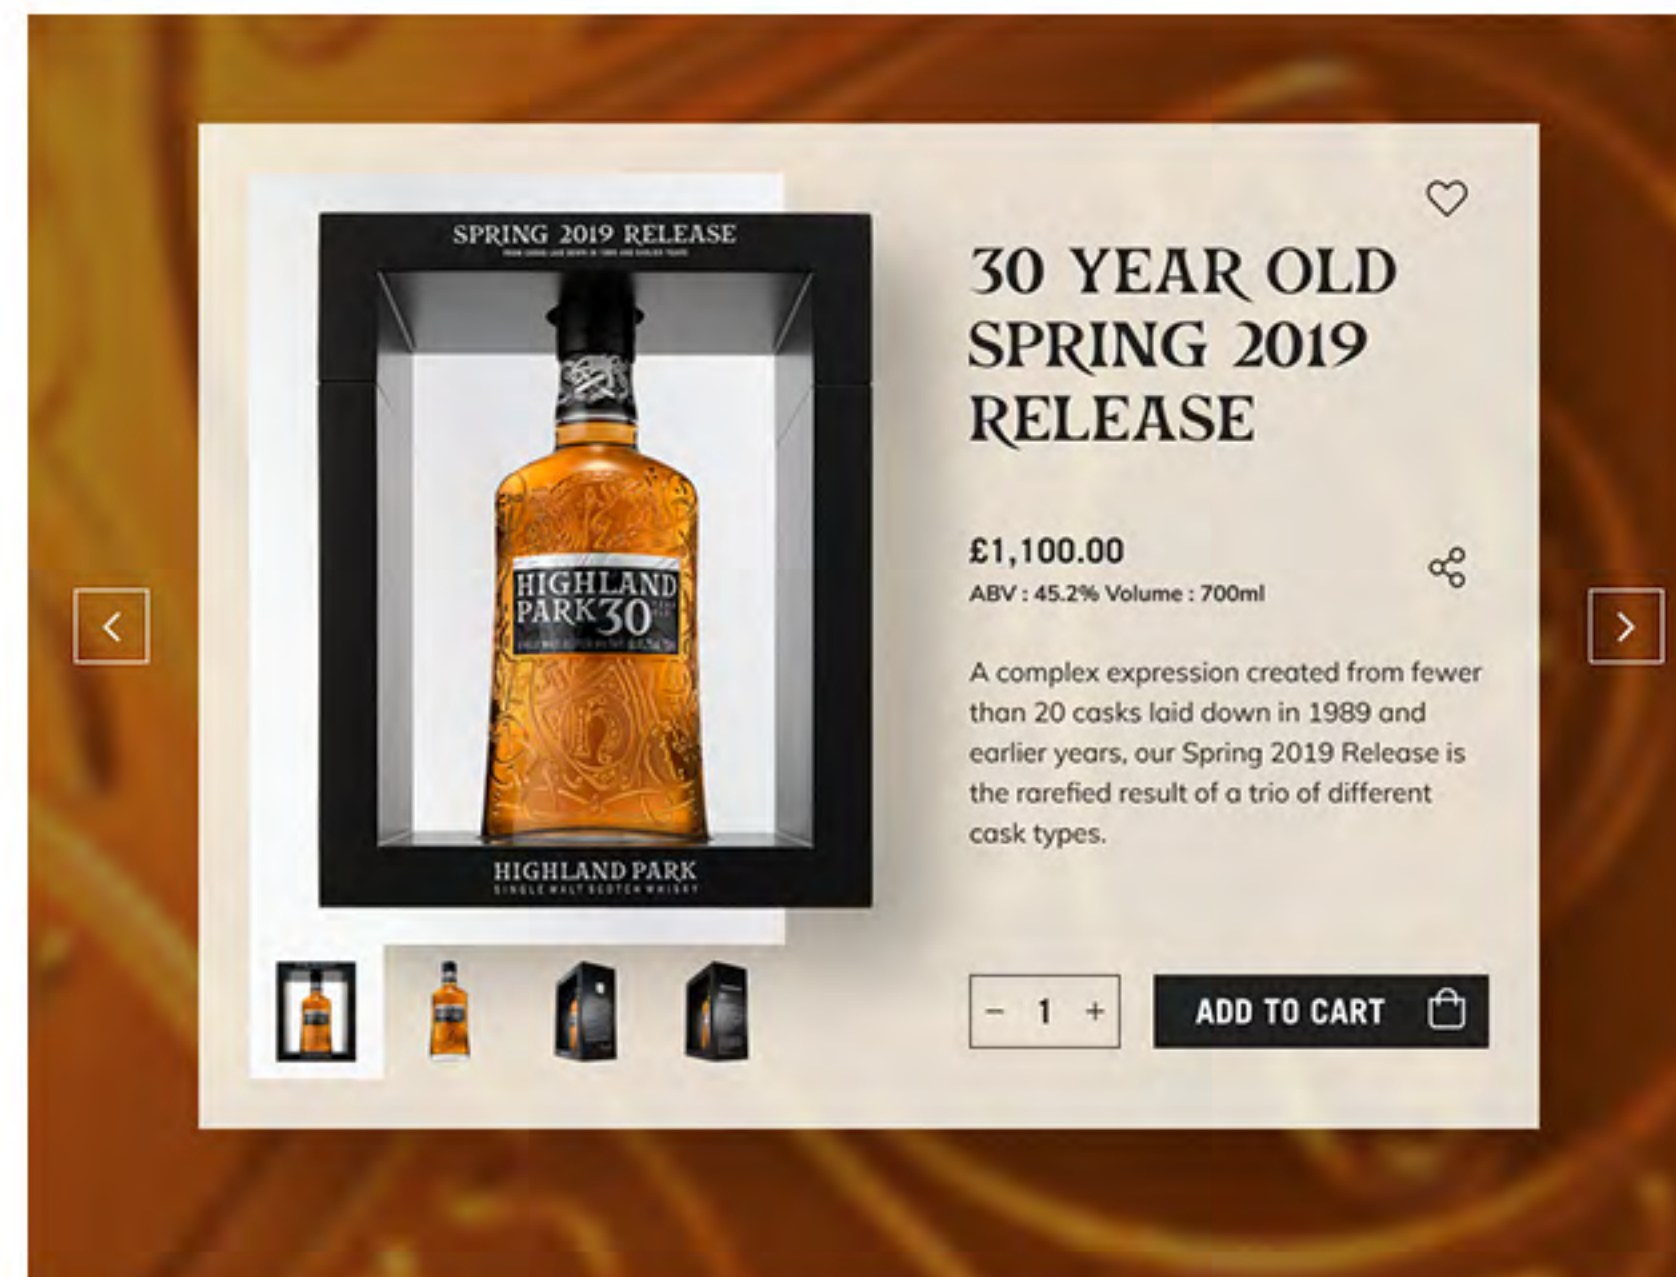 SPRING 2019 RELEASE
HIGHLAND
PARK 30
HIGHLAND PARK
SINGLE MALT SCOTCH WHISKY
30 YEAR OLD
SPRING 2019
RELEASE
£1,100.00
ABV : 45.2% Volume : 700ml
A complex expression created from fewer
than 20 casks laid down in 1989 and
earlier years, our Spring 2019 Release is
the rarefied result of a trio of different
cask types.
− 1 +
ADD TO CART